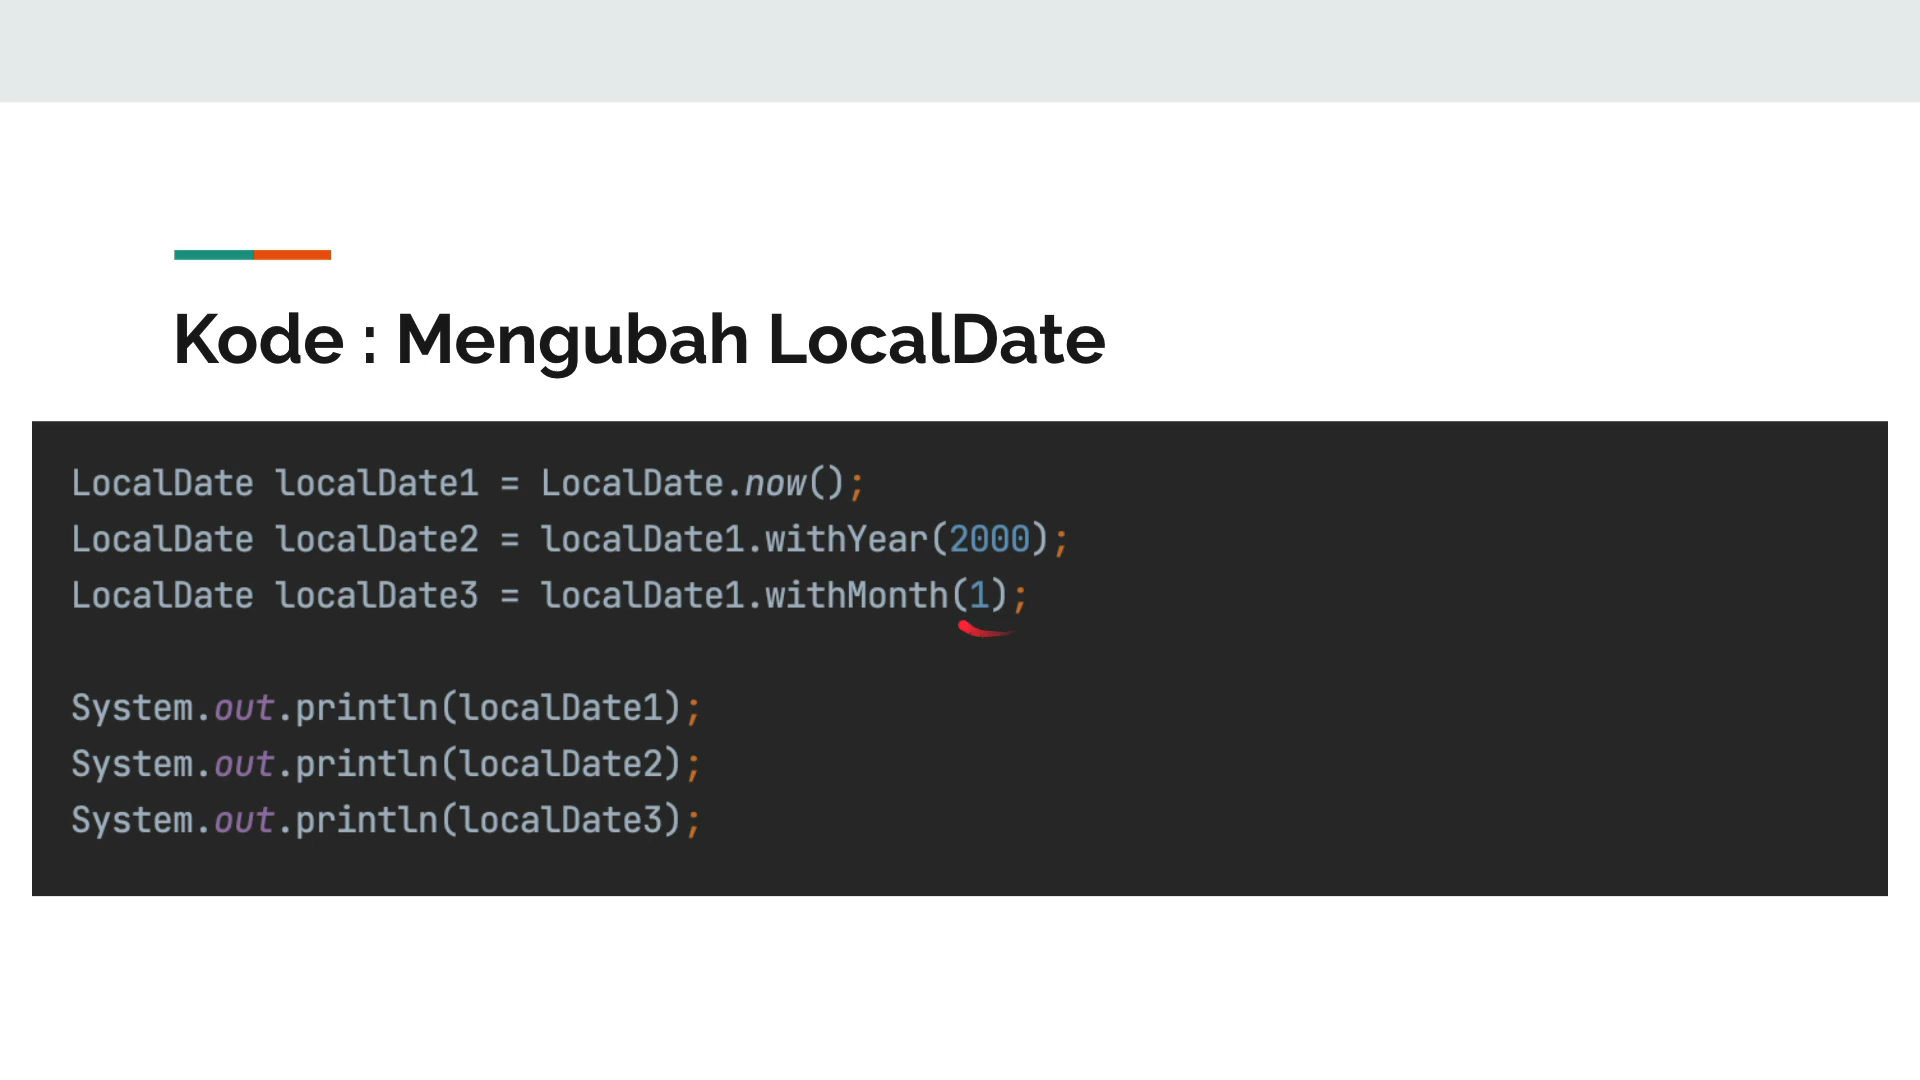 Kode : Mengubah LocalDate
LocalDate localDate1 = LocalDate.now();
LocalDate localDate2 = localDate1.withYear(2000);
LocalDate localDate3 = localDate1.withMonth(1);
System.out.println(localDate1);
System.out.println(localDate2);
System.out.println(localDate3);